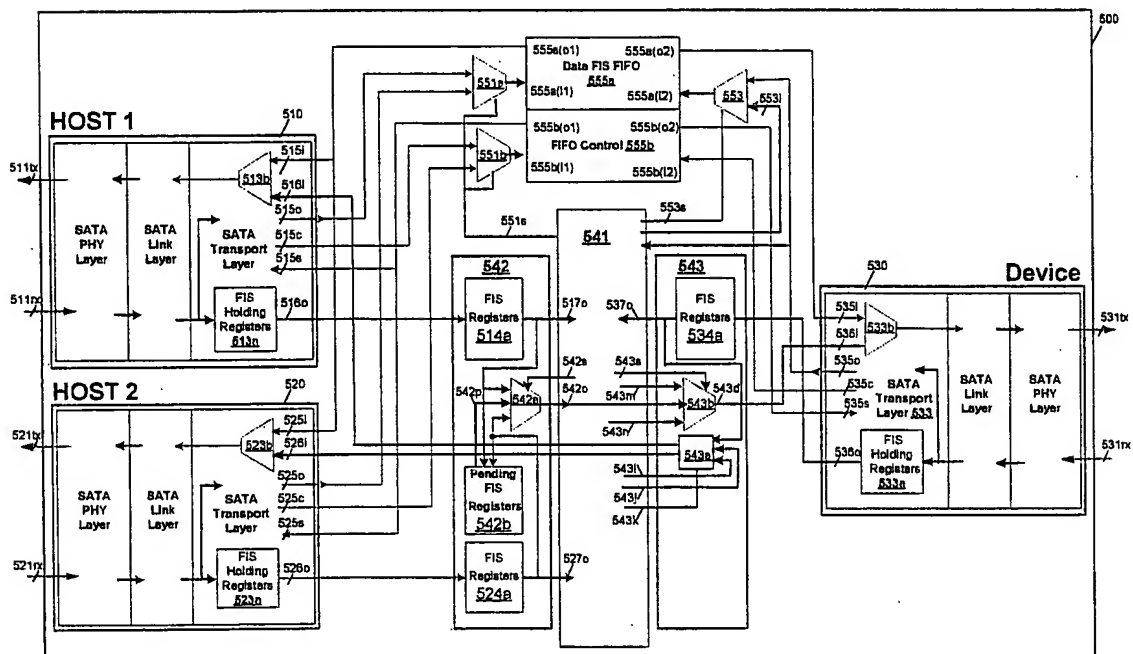 500
555a(o1)
555a(o2)
Data FIS FIFO
555a
551a
555a(i1)
555a(i2)
553
553i
HOST 1
510
555b(o1)
555b(o2)
FIFO Control 555b
551b
555b(i1)
555b(i2)
511tx
513b
515i
516i
515o
515c
515s
551s
553s
541
SATA
PHY
Layer
SATA
Link
Layer
SATA
Transport
Layer
511rx
FIS
Holding
Registers
516o
542
FIS
Registers
514a
517o
537o
543
FIS
Registers
534a
530
Device
535i
536i
533b
535o
535c
535s
531tx
SATA
Transport
Layer 533
SATA
Link
Layer
SATA
PHY
Layer
536o
FIS
Holding
Registers
531rx
HOST 2
520
521tx
523b
525i
526i
525o
525c
525s
542p
542a
542s
542o
543s
543m
543n
543b
543d
543a
543i
543j
543k
Pending
FIS
Registers
542b
SATA
PHY
Layer
SATA
Link
Layer
SATA
Transport
Layer
521rx
FIS
Holding
Registers
526o
FIS
Registers
524a
527o